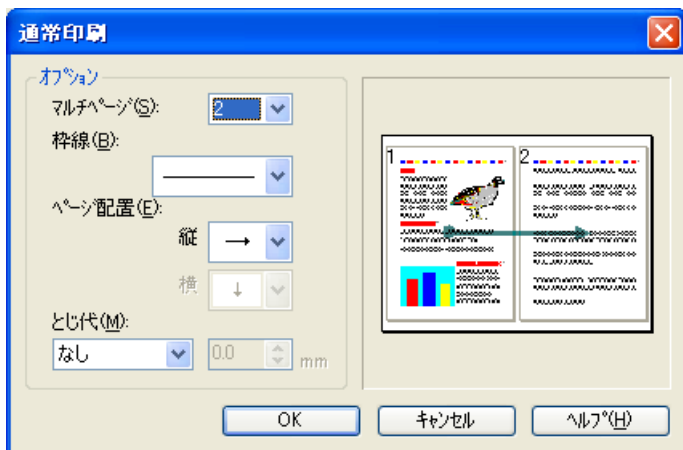 通常印刷
オプション
マルチページ(S):
2
枠線(B):
ページ配置(E):
縦
横
とじ代(M):
なし
0.0
mm
1
2
OK
キャンセル
ヘルプ(H)